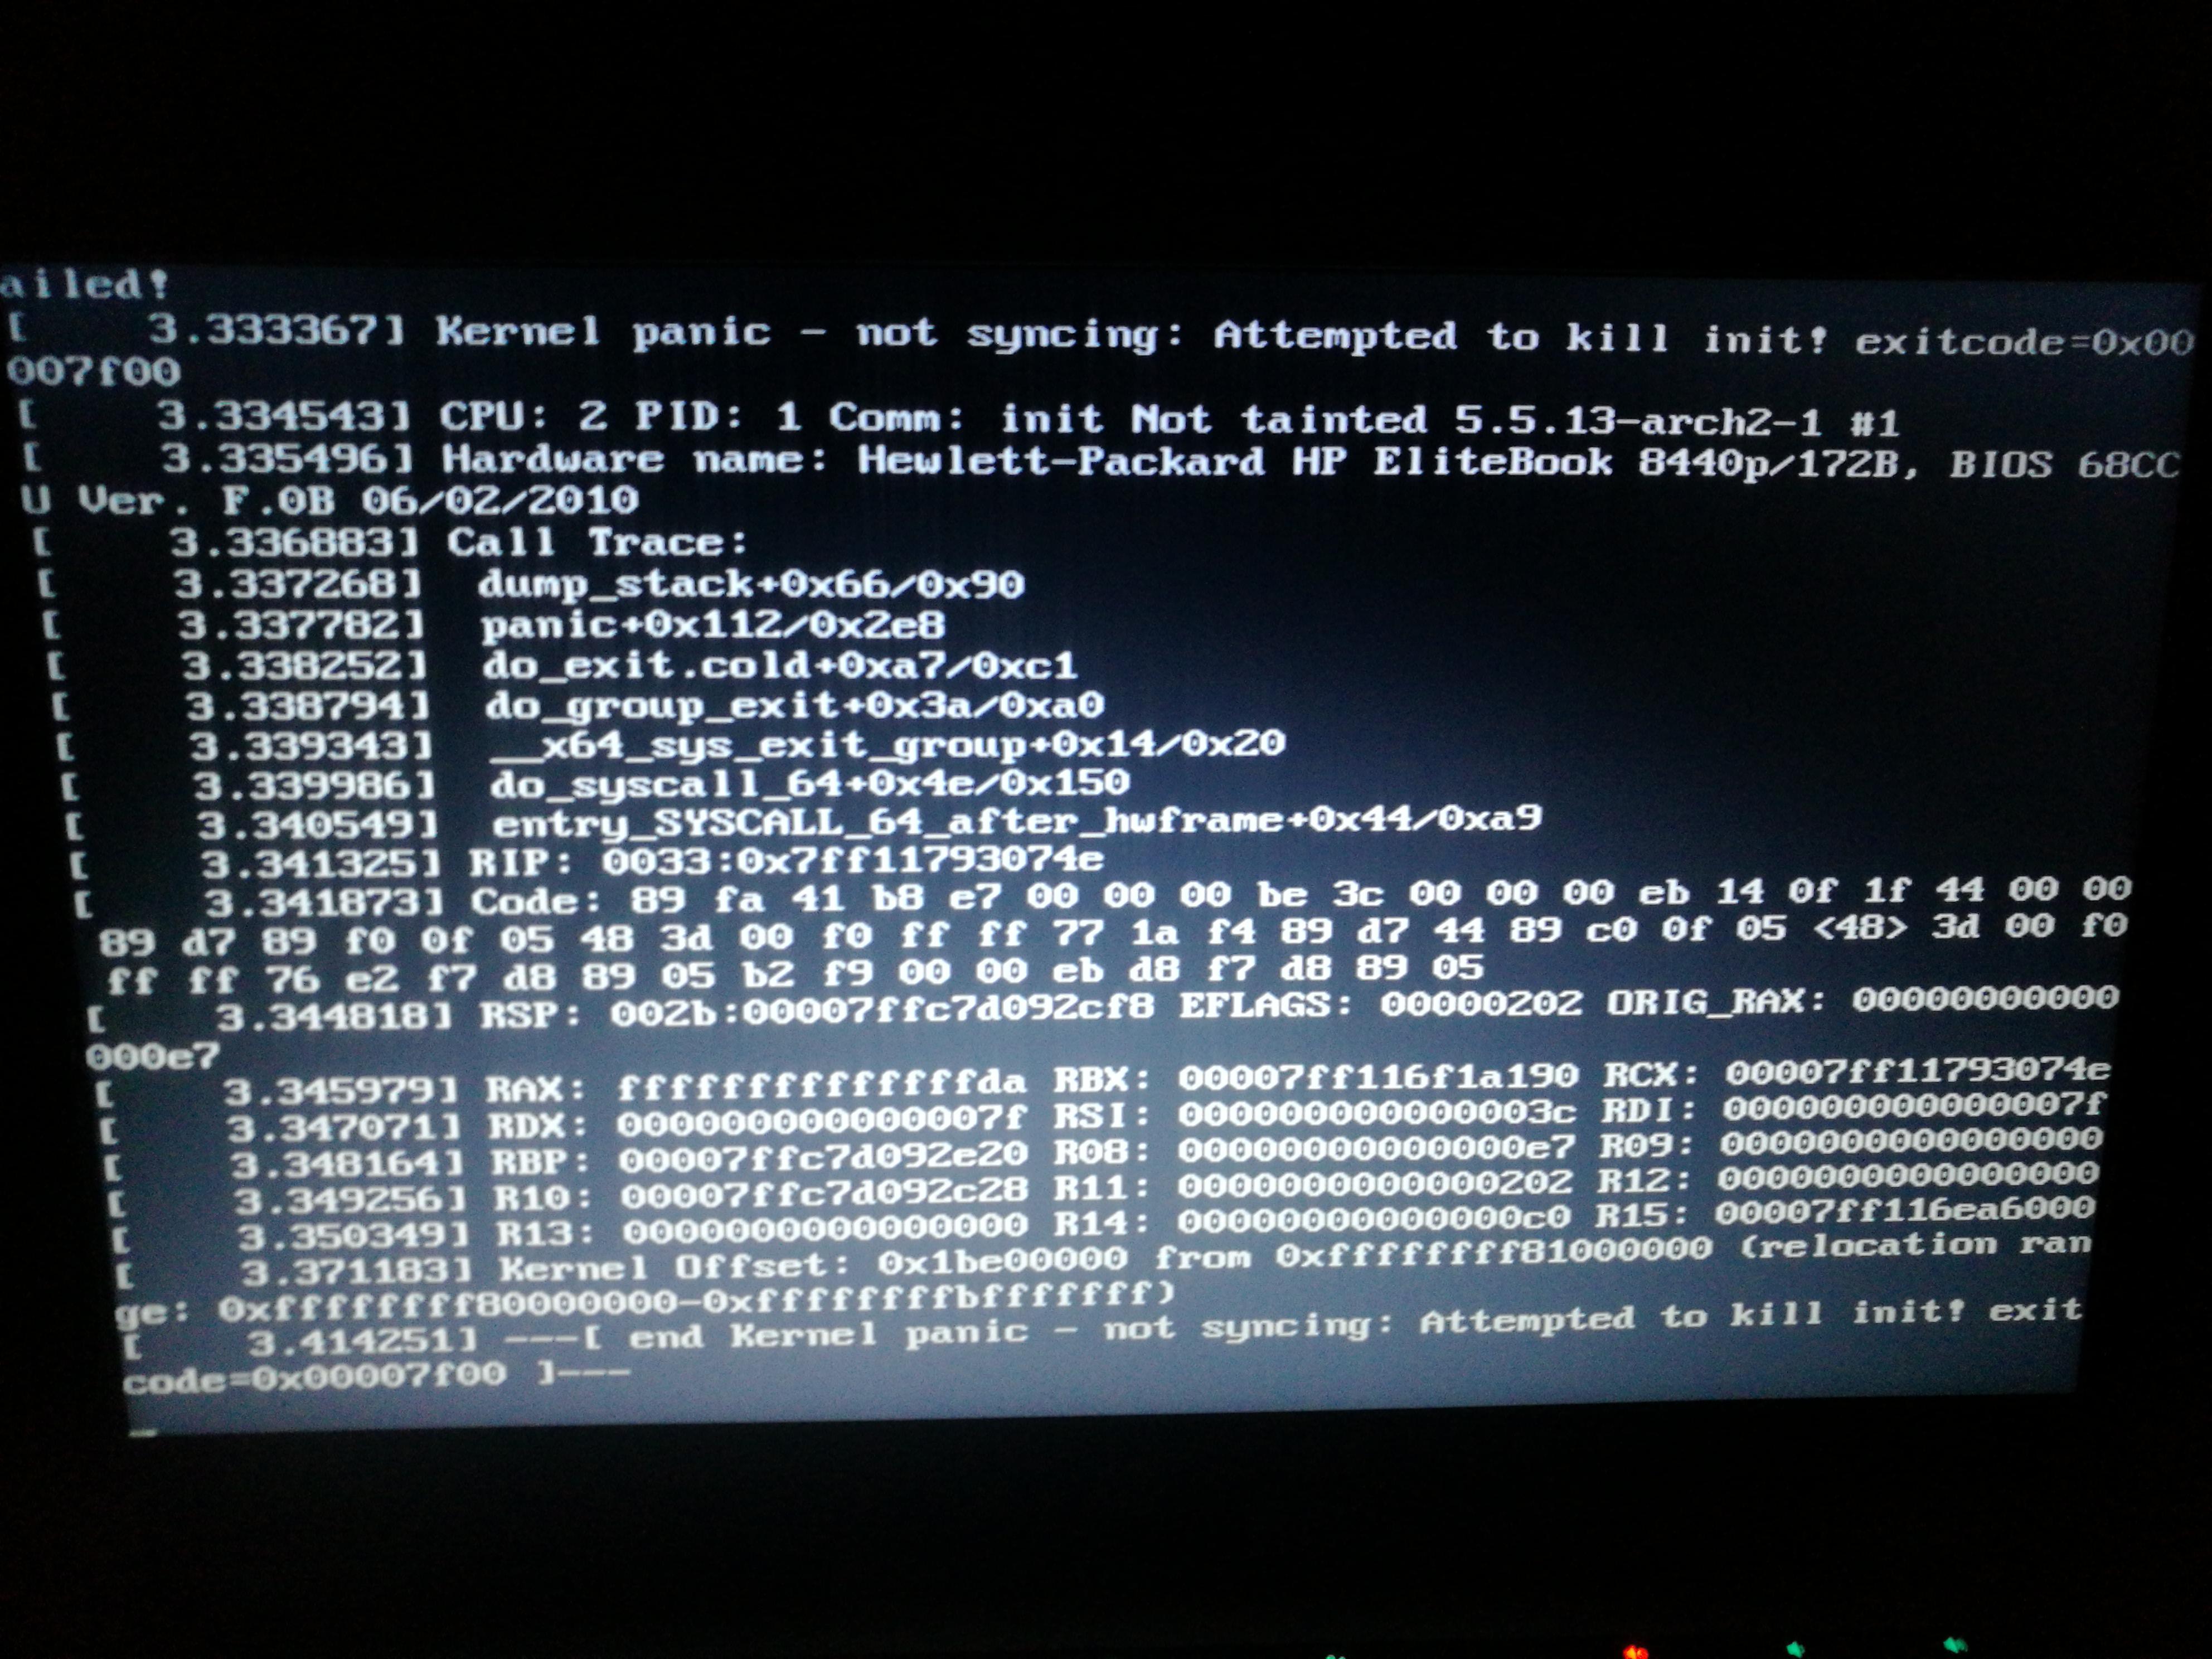 ailed!
[    3.333367] Kernel panic - not syncing: Attempted to kill init! exitcode=0x00
007f00
[    3.334543] CPU: 2 PID: 1 Comm: init Not tainted 5.5.13-arch2-1 #1
[    3.335496] Hardware name: Hewlett-Packard HP EliteBook 8440p/172B, BIOS 68CC
U Ver. F.0B 06/02/2010
[    3.336883] Call Trace:
[    3.337268]  dump_stack+0x66/0x90
[    3.337782]  panic+0x112/0x2e8
[    3.338252]  do_exit.cold+0xa7/0xc1
[    3.338794]  do_group_exit+0x3a/0xa0
[    3.339343]  __x64_sys_exit_group+0x14/0x20
[    3.339986]  do_syscall_64+0x4e/0x150
[    3.340549]  entry_SYSCALL_64_after_hwframe+0x44/0xa9
[    3.341325] RIP: 0033:0x7ff11793074e
[    3.341873] Code: 89 fa 41 b8 e7 00 00 00 be 3c 00 00 00 eb 14 0f 1f 44 00 00
89 d7 89 f0 0f 05 48 3d 00 f0 ff ff 77 1a f4 89 d7 44 89 c0 0f 05 <48> 3d 00 f0
ff ff 76 e2 f7 d8 89 05 b2 f9 00 00 eb d8 f7 d8 89 05
[    3.344818] RSP: 002b:00007ffc7d092cf8 EFLAGS: 00000202 ORIG_RAX: 00000000000
000e7
[    3.345979] RAX: ffffffffffffffda RBX: 00007ff116f1a190 RCX: 00007ff11793074e
[    3.347071] RDX: 000000000000007f RSI: 000000000000003c RDI: 000000000000007f
[    3.348164] RBP: 00007ffc7d092e20 R08: 00000000000000e7 R09: 0000000000000000
[    3.349256] R10: 00007ffc7d092c28 R11: 0000000000000202 R12: 0000000000000000
[    3.350349] R13: 0000000000000000 R14: 00000000000000c0 R15: 00007ff116ea6000
[    3.371183] Kernel Offset: 0x1be00000 from 0xffffffff81000000 (relocation ran
ge: 0xffffffff80000000-0xffffffffbfffffff)
[    3.414251] ---[ end Kernel panic - not syncing: Attempted to kill init! exit
code=0x00007f00 ]---